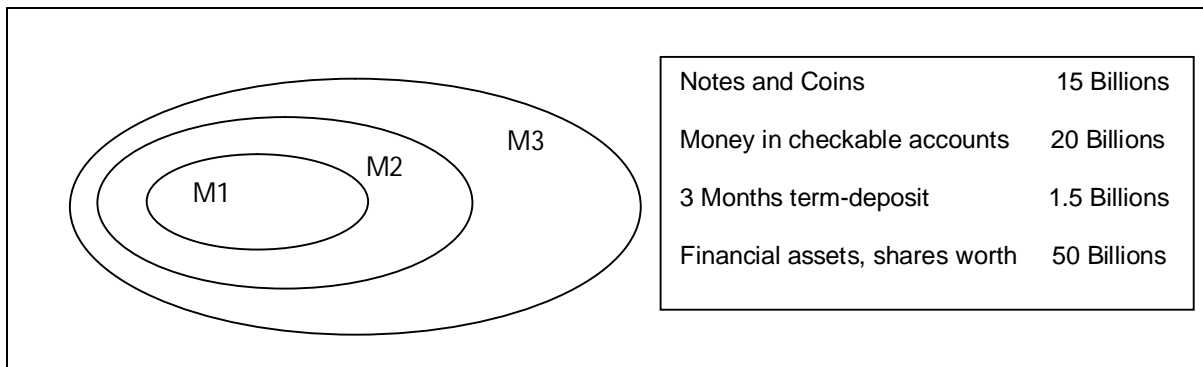 M1
M2
M3
Notes and Coins 15 Billions
Money in checkable accounts 20 Billions
3 Months term-deposit 1.5 Billions
Financial assets, shares worth 50 Billions